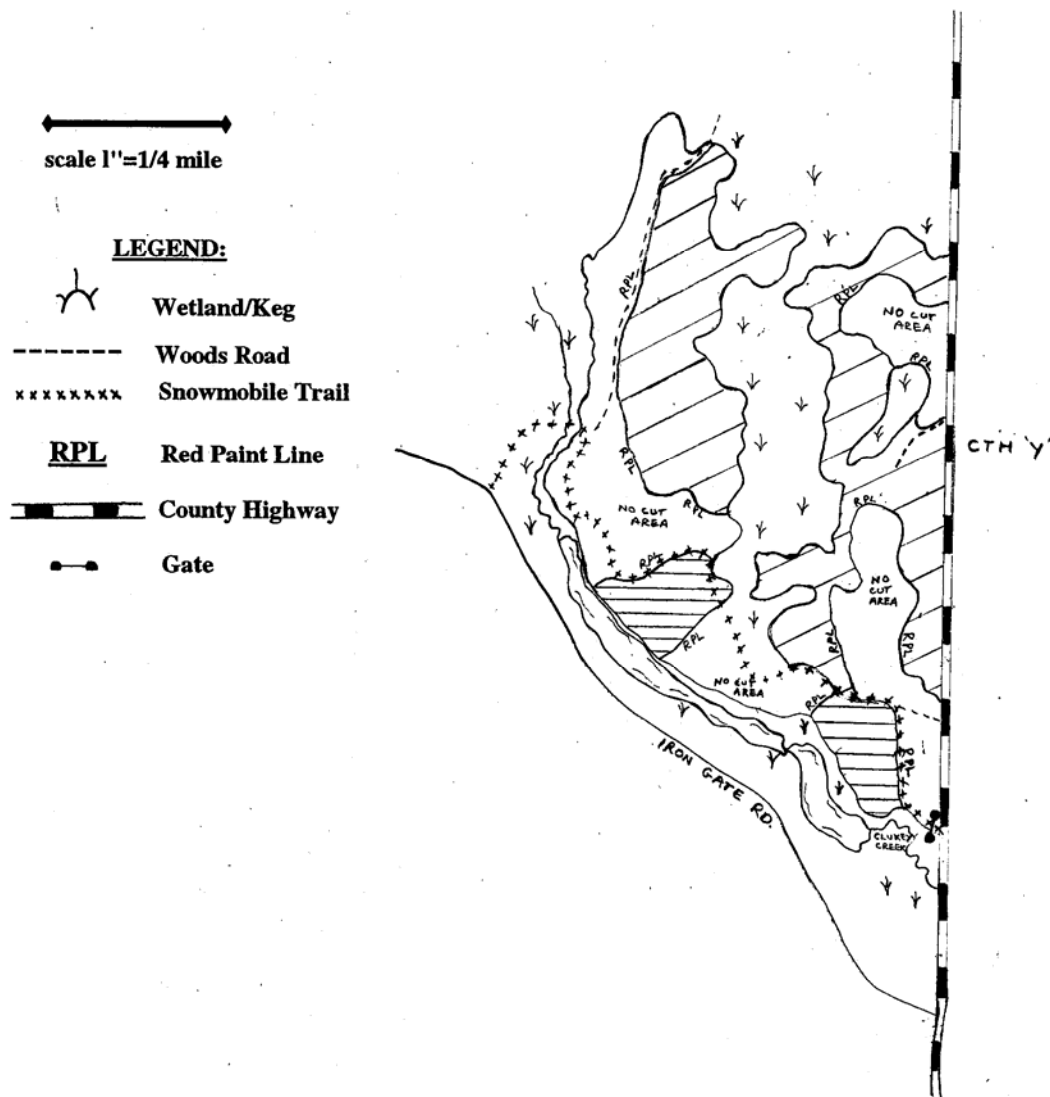 scale 1"=1/4 mile
LEGEND:
Wetland/Keg
Woods Road
Snowmobile Trail
RPL Red Paint Line
County Highway
Gate
RPL
RPL
NO CUT
AREA
RPL
RPL
CTH 'Y'
RPL
RPL
NO CUT
AREA
RPL
RPL
NO
CUT
AREA
RPL
RPL
RPL
NO CUT
AREA
RPL
RPL
IRON GATE RD.
CLUKEY
CREEK